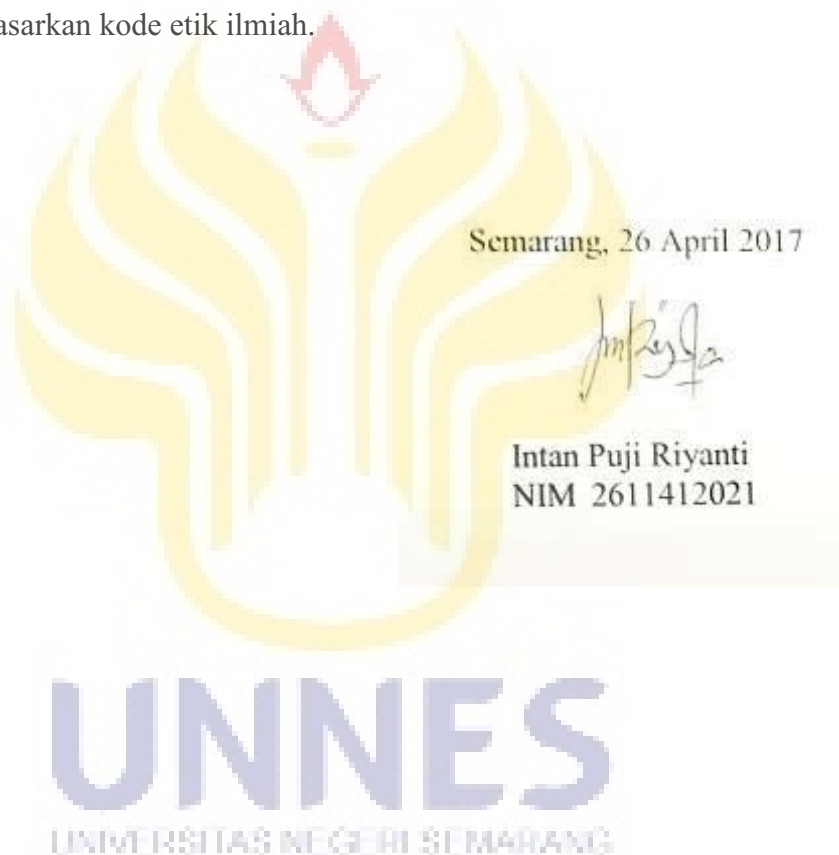 asarkan kode etik ilmiah.
Semarang, 26 April 2017
Intan Puji Riyanti
NIM 2611412021
UNNES
UNIVERSITAS NEGERI SEMARANG